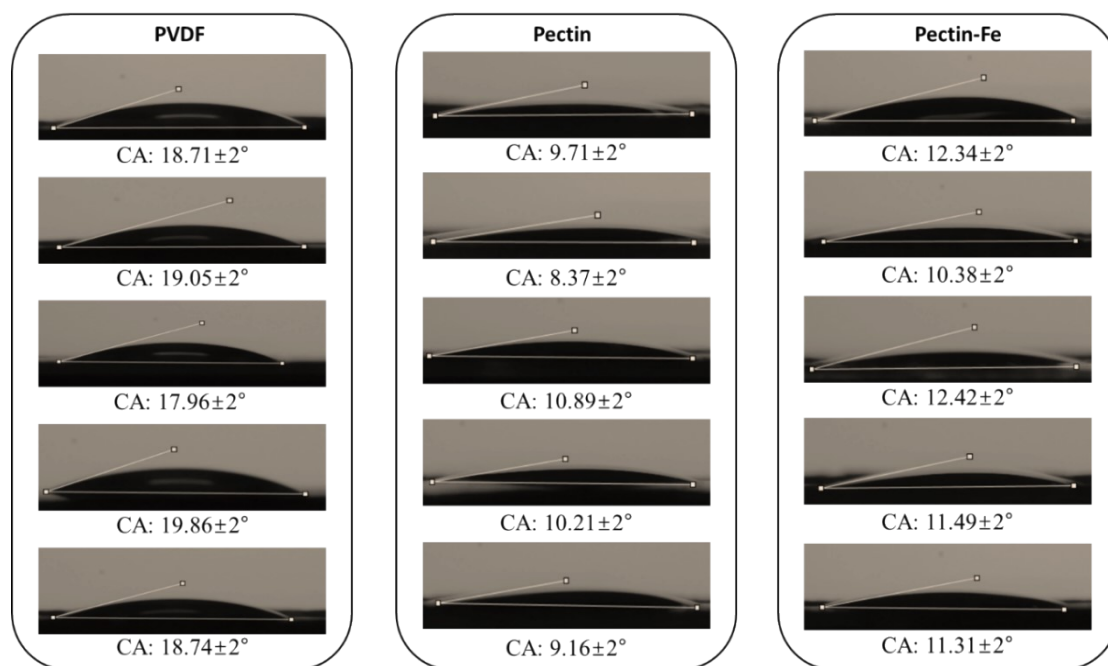 PVDF
CA: 18.71±2°
CA: 19.05±2°
CA: 17.96±2°
CA: 19.86±2°
CA: 18.74±2°
Pectin
CA: 9.71±2°
CA: 8.37±2°
CA: 10.89±2°
CA: 10.21±2°
CA: 9.16±2°
Pectin-Fe
CA: 12.34±2°
CA: 10.38±2°
CA: 12.42±2°
CA: 11.49±2°
CA: 11.31±2°